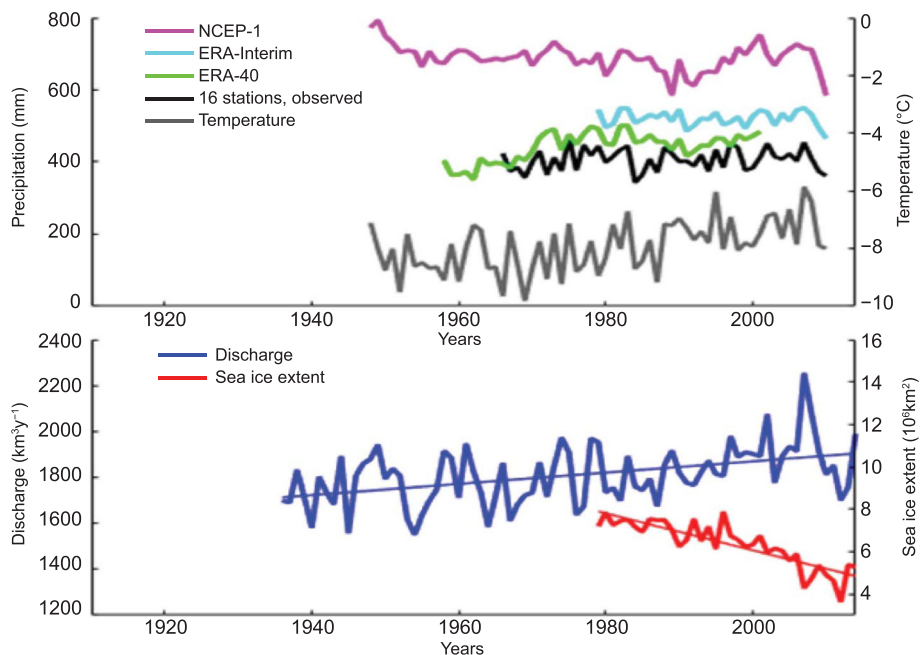 800
600
400
200
0
Precipitation (mm)
NCEP-1
ERA-Interim
ERA-40
16 stations, observed
Temperature
0
−2
−4
−6
−8
−10
Temperature (°C)
1920
1940
1960
1980
2000
Years
2400
2200
2000
1800
1600
1400
1200
Discharge (km³y⁻¹)
Discharge
Sea ice extent
16
14
12
10
8
6
4
Sea ice extent (10⁶km²)
1920
1940
1960
1980
2000
Years